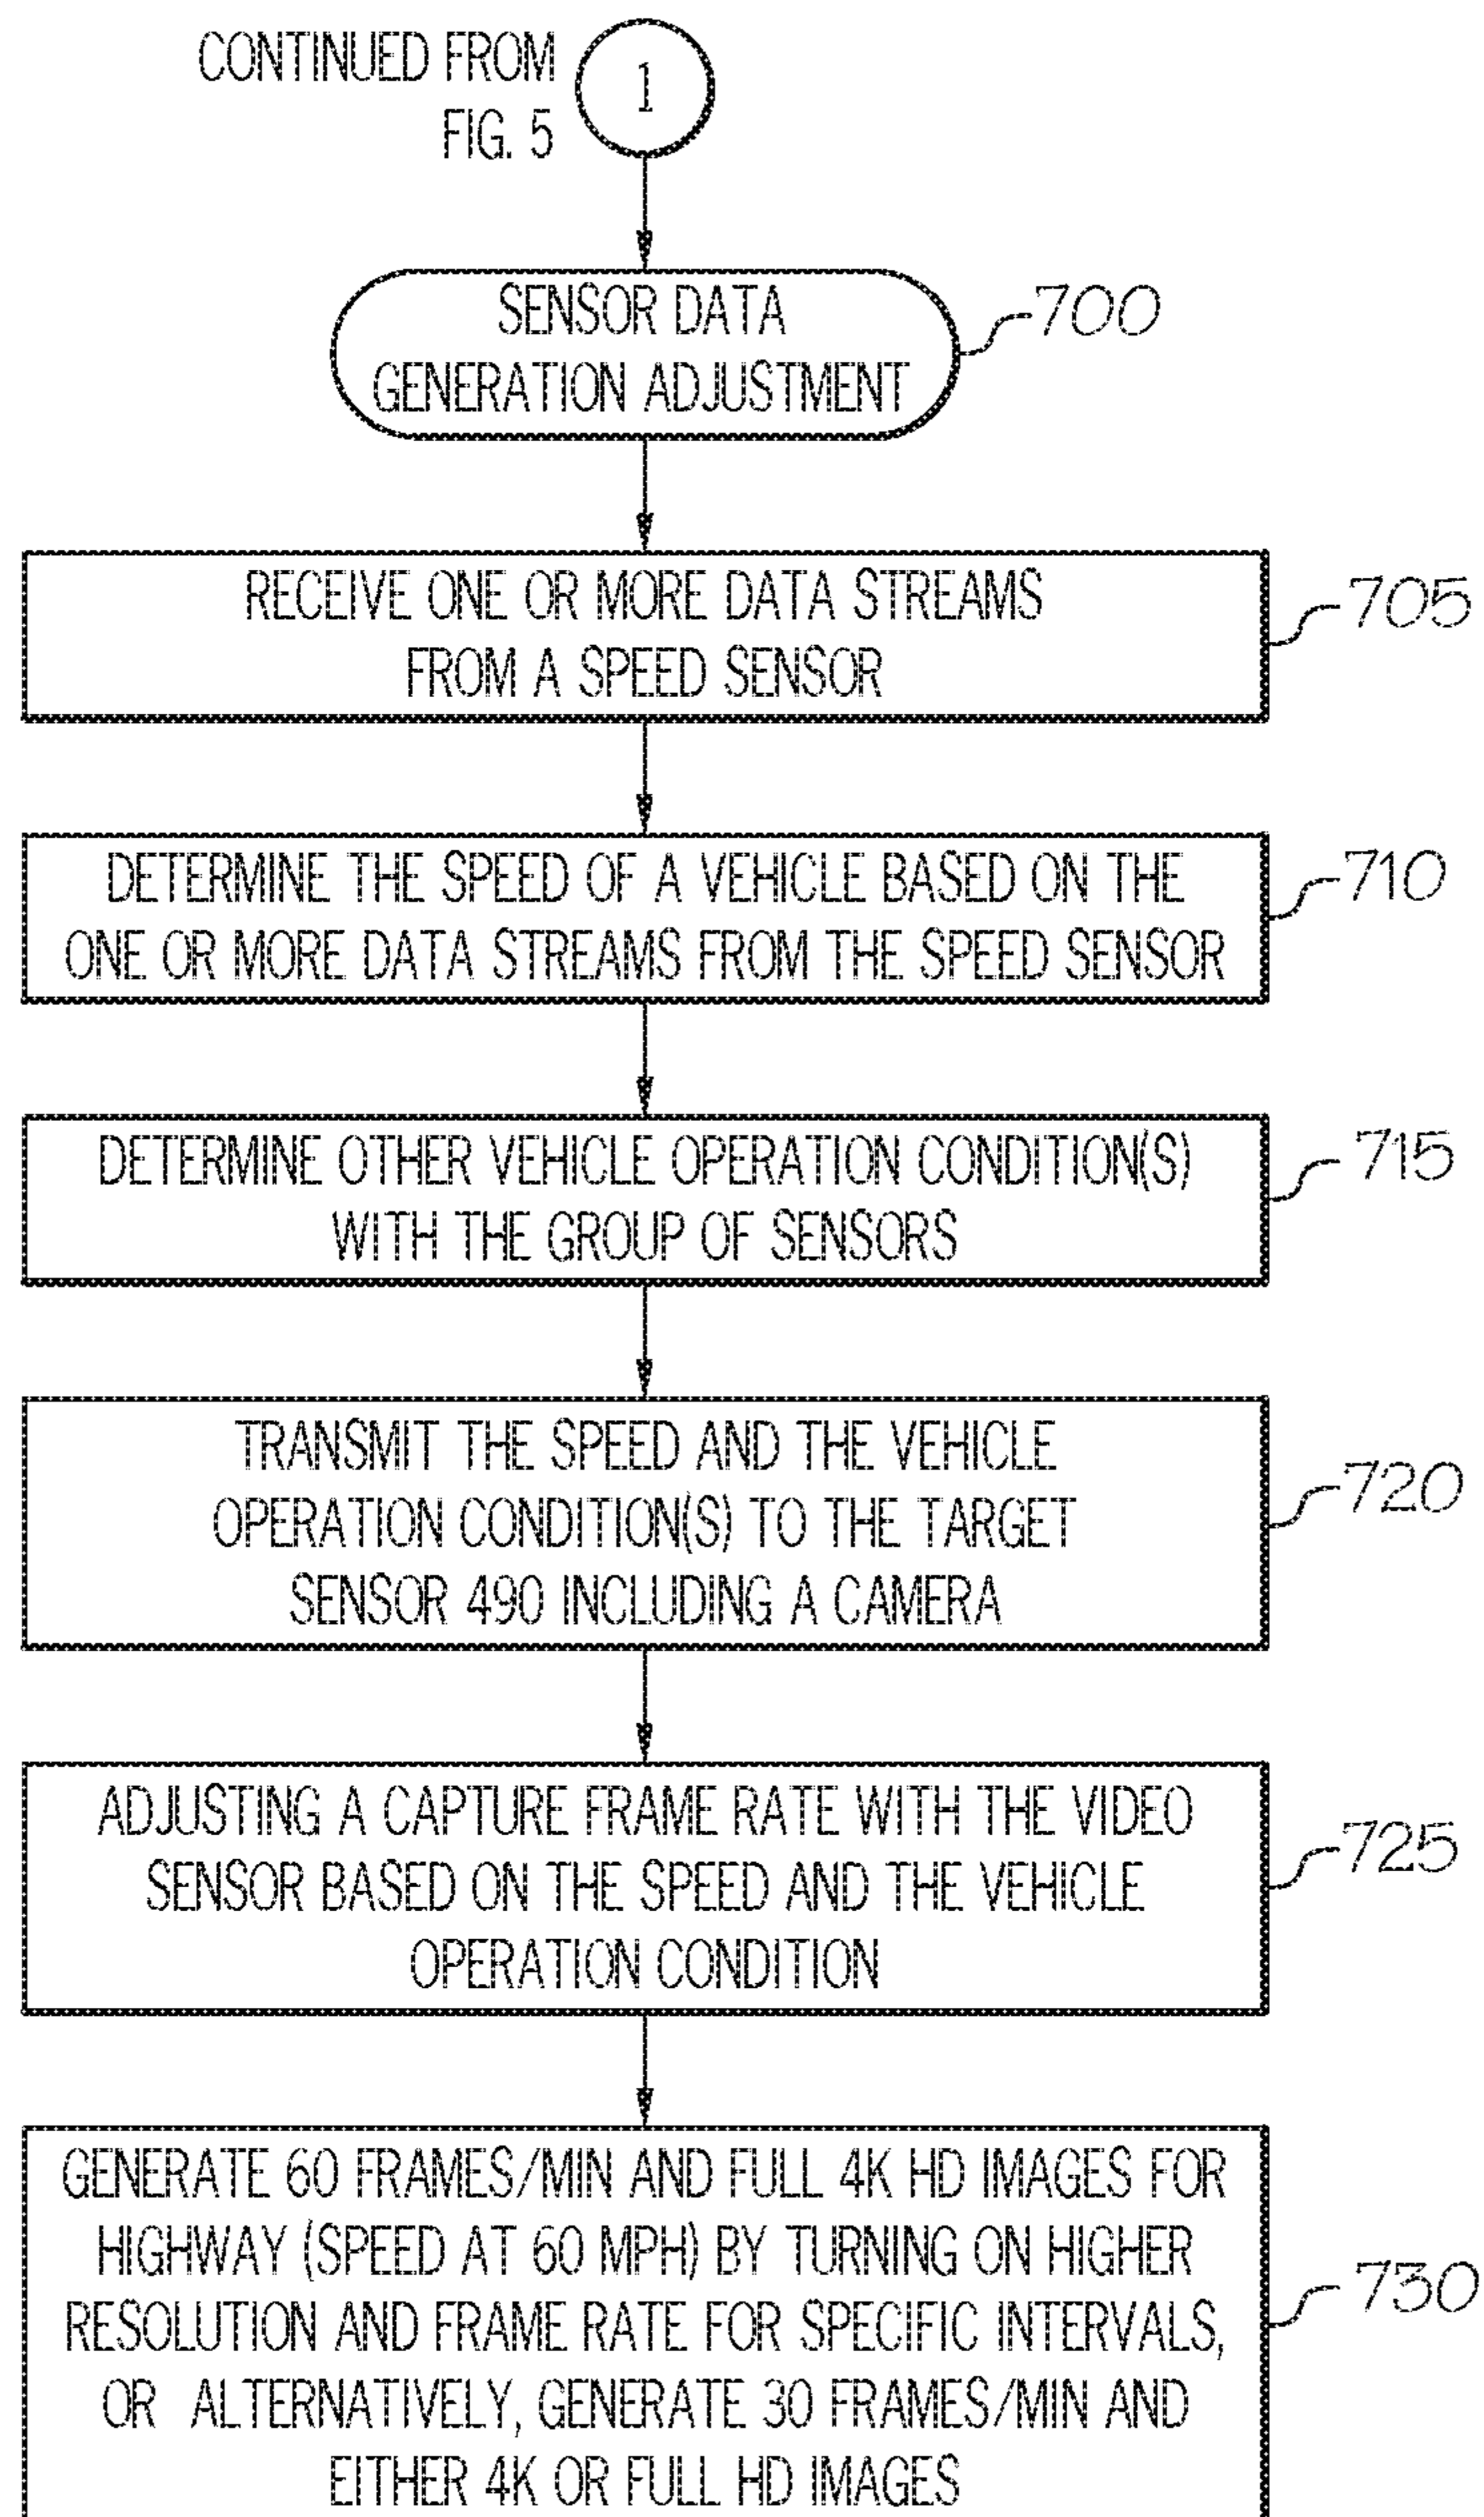 CONTINUED FROM
FIG. 5
1
SENSOR DATA
GENERATION ADJUSTMENT
700
RECEIVE ONE OR MORE DATA STREAMS
FROM A SPEED SENSOR
705
DETERMINE THE SPEED OF A VEHICLE BASED ON THE
ONE OR MORE DATA STREAMS FROM THE SPEED SENSOR
710
DETERMINE OTHER VEHICLE OPERATION CONDITION(S)
WITH THE GROUP OF SENSORS
715
TRANSMIT THE SPEED AND THE VEHICLE
OPERATION CONDITION(S) TO THE TARGET
SENSOR 490 INCLUDING A CAMERA
720
ADJUSTING A CAPTURE FRAME RATE WITH THE VIDEO
SENSOR BASED ON THE SPEED AND THE VEHICLE
OPERATION CONDITION
725
GENERATE 60 FRAMES/MIN AND FULL 4K HD IMAGES FOR
HIGHWAY (SPEED AT 60 MPH) BY TURNING ON HIGHER
RESOLUTION AND FRAME RATE FOR SPECIFIC INTERVALS,
OR ALTERNATIVELY, GENERATE 30 FRAMES/MIN AND
EITHER 4K OR FULL HD IMAGES
730